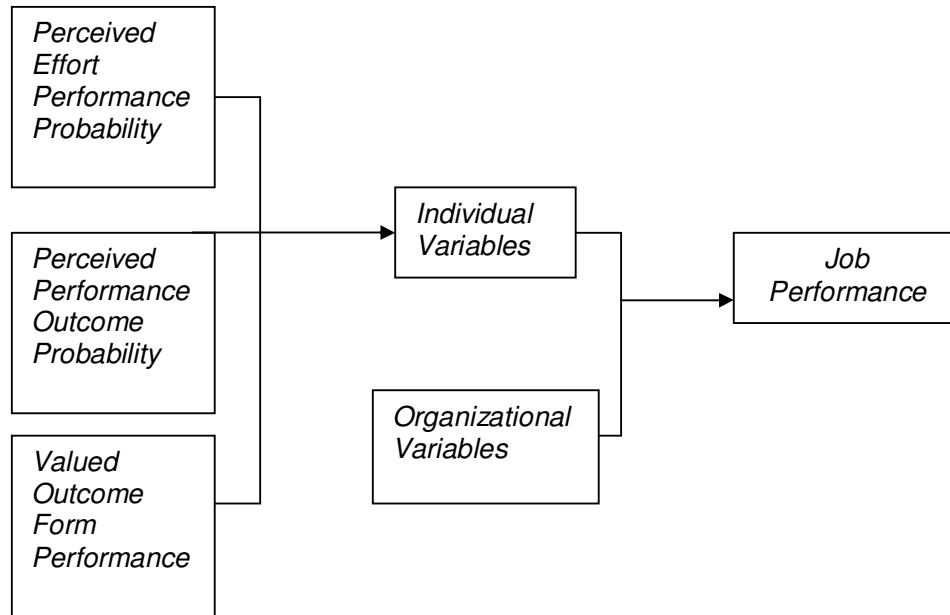 Perceived
Effort
Performance
Probability
Perceived
Performance
Outcome
Probability
Valued
Outcome
Form
Performance
Individual
Variables
Organizational
Variables
Job
Performance